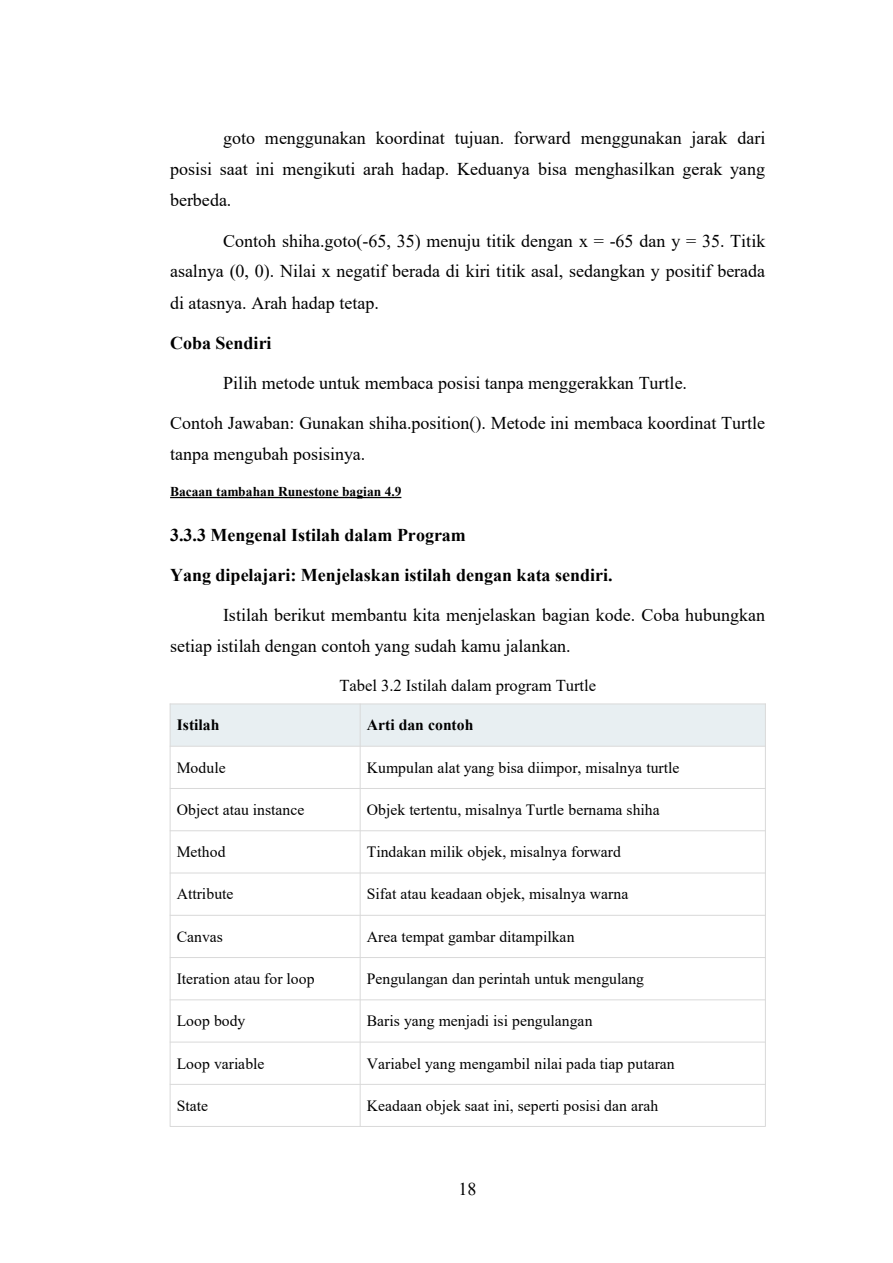 goto menggunakan koordinat tujuan. forward menggunakan jarak dari
posisi saat ini mengikuti arah hadap. Keduanya bisa menghasilkan gerak yang
berbeda.
Contoh shiha.goto(-65, 35) menuju titik dengan x = -65 dan y = 35. Titik
asalnya (0, 0). Nilai x negatif berada di kiri titik asal, sedangkan y positif berada
di atasnya. Arah hadap tetap.
Coba Sendiri
Pilih metode untuk membaca posisi tanpa menggerakkan Turtle.
Contoh Jawaban: Gunakan shiha.position(). Metode ini membaca koordinat Turtle
tanpa mengubah posisinya.
Bacaan tambahan Runestone bagian 4.9
3.3.3 Mengenal Istilah dalam Program
Yang dipelajari: Menjelaskan istilah dengan kata sendiri.
Istilah berikut membantu kita menjelaskan bagian kode. Coba hubungkan
setiap istilah dengan contoh yang sudah kamu jalankan.
Tabel 3.2 Istilah dalam program Turtle
Istilah Arti dan contoh
Module Kumpulan alat yang bisa diimpor, misalnya turtle
Object atau instance Objek tertentu, misalnya Turtle bernama shiha
Method Tindakan milik objek, misalnya forward
Attribute Sifat atau keadaan objek, misalnya warna
Canvas Area tempat gambar ditampilkan
Iteration atau for loop Pengulangan dan perintah untuk mengulang
Loop body Baris yang menjadi isi pengulangan
Loop variable Variabel yang mengambil nilai pada tiap putaran
State Keadaan objek saat ini, seperti posisi dan arah
18